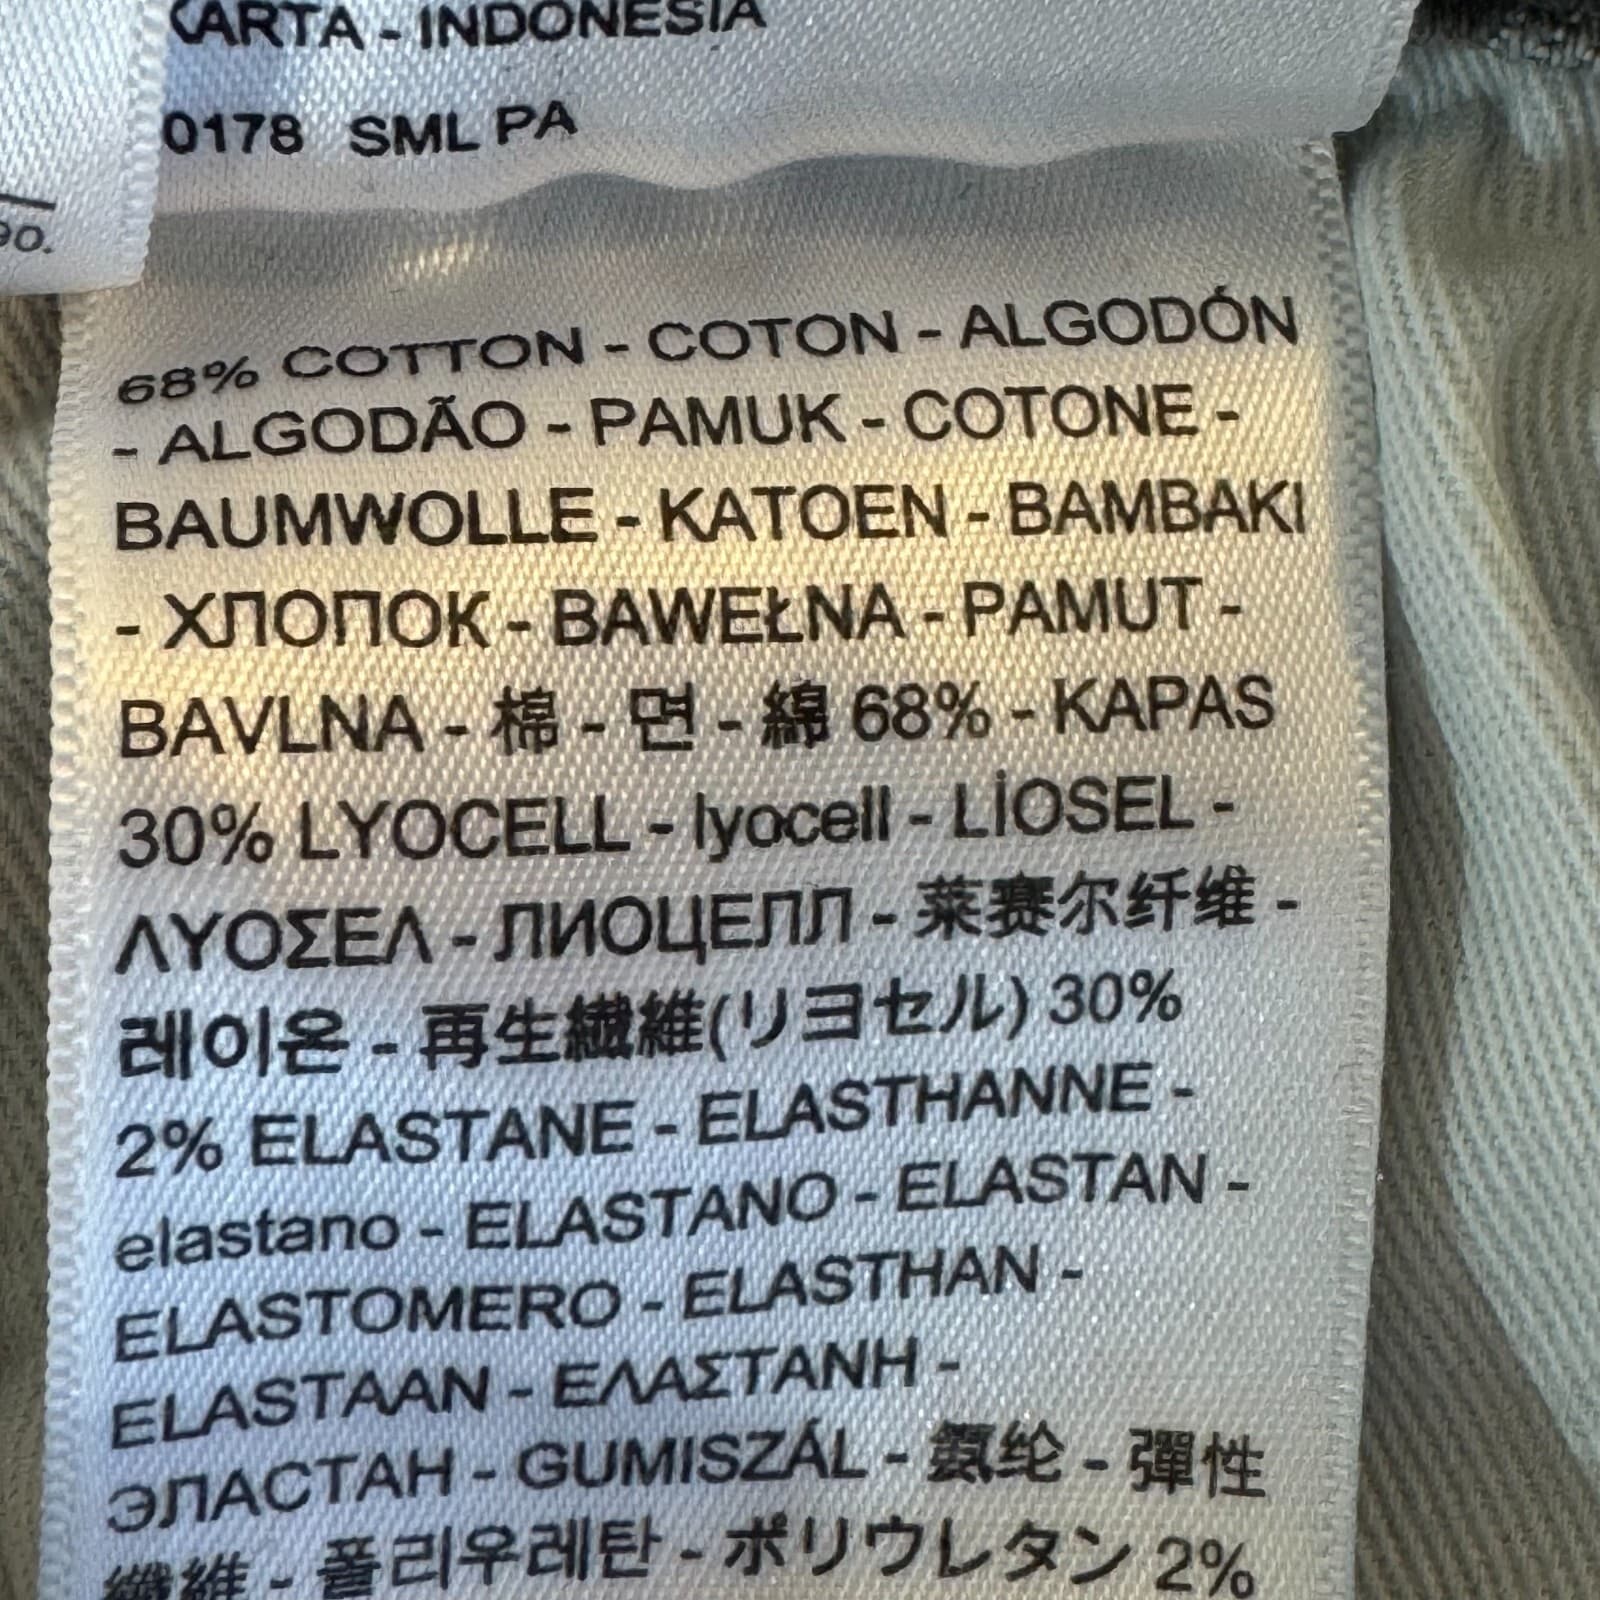 KARTA - INDONESIA
0178 SML PA
90.
68% COTTON - COTON - ALGODÓN
- ALGODÃO - PAMUK - COTONE -
BAUMWOLLE - KATOEN - BAMBAKI
- ХЛОПОК - BAWEŁNA - PAMUT -
BAVLNA - 棉 - 면 - 綿 68% - KAPAS
30% LYOCELL - lyocell - LİOSEL -
ΛΥΟΣΕΛ - ЛИОЦЕЛЛ - 莱赛尔纤维 -
레이온 - 再生繊維(リヨセル) 30%
2% ELASTANE - ELASTHANNE -
elastano - ELASTANO - ELASTAN -
ELASTOMERO - ELASTHAN -
ELASTAAN - ΕΛΑΣΤΑΝΗ -
ЭЛАСТАН - GUMISZÁL - 氨纶 - 彈性
纖維 - 폴리우레탄 - ポリウレタン 2%